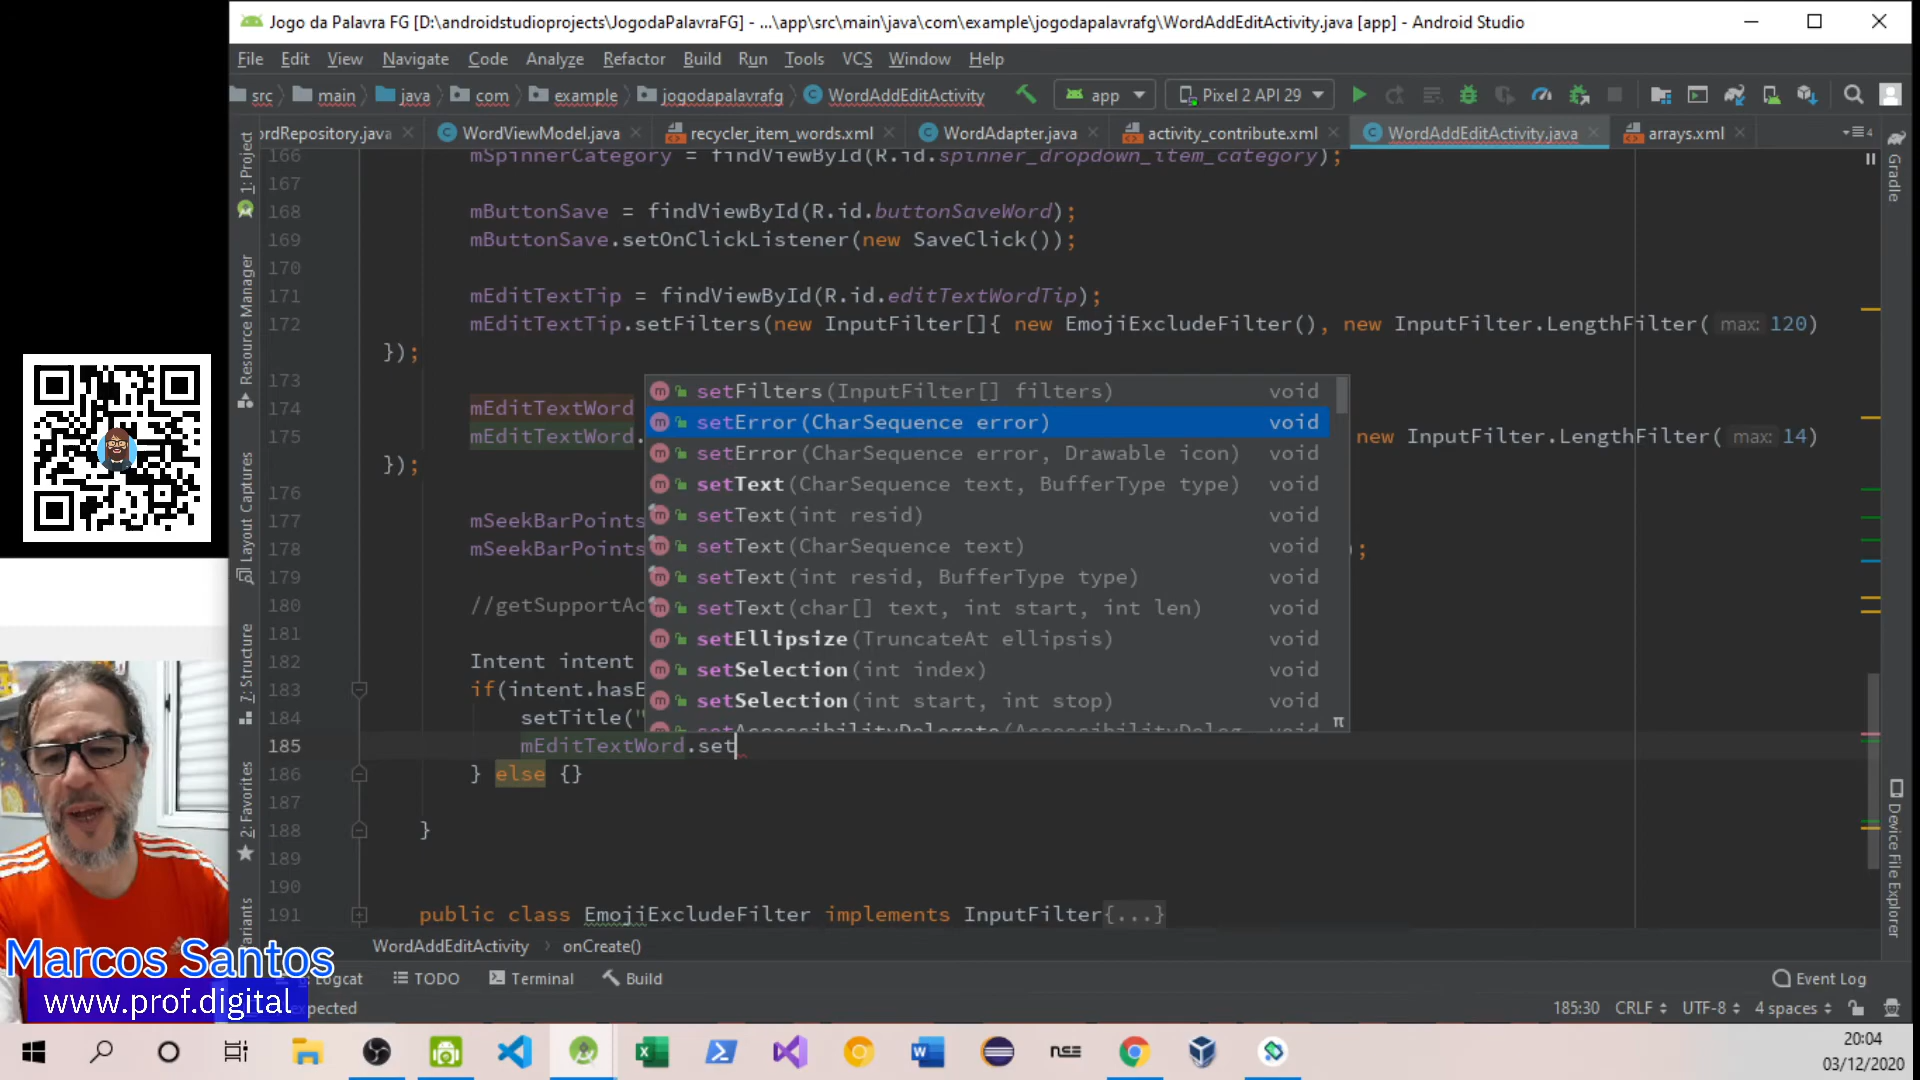 Jogo da Palavra FG [D:\androidstudioprojects\JogodaPalavraFG] - ...\app\src\main\java\com\example\jogodapalavrafg\WordAddEditActivity.java [app] - Android Studio
File Edit View Navigate Code Analyze Refactor Build Run Tools VCS Window Help
src main java com example jogodapalavrafg WordAddEditActivity app Pixel 2 API 29
ordRepository.java WordViewModel.java recycler_item_words.xml WordAdapter.java activity_contribute.xml WordAddEditActivity.java arrays.xml 4
166 mSpinnerCategory = findViewById(R.id.spinner_dropdown_item_category);
167
168 mButtonSave = findViewById(R.id.buttonSaveWord);
169 mButtonSave.setOnClickListener(new SaveClick());
170
171 mEditTextTip = findViewById(R.id.editTextWordTip);
172 mEditTextTip.setFilters(new InputFilter[]{ new EmojiExcludeFilter(), new InputFilter.LengthFilter( max: 120)
});
173
174 mEditTextWord
175 mEditTextWord. new InputFilter.LengthFilter( max: 14)
});
176
177 mSeekBarPoints
178 mSeekBarPoints );
179
180 //getSupportAc
181
182 Intent intent
183 if(intent.hasE
184 setTitle("
185 mEditTextWord.set
186 } else {}
187
188 }
189
190
191 public class EmojiExcludeFilter implements InputFilter{...}
setFilters(InputFilter[] filters) void
setError(CharSequence error) void
setError(CharSequence error, Drawable icon) void
setText(CharSequence text, BufferType type) void
setText(int resid) void
setText(CharSequence text) void
setText(int resid, BufferType type) void
setText(char[] text, int start, int len) void
setEllipsize(TruncateAt ellipsis) void
setSelection(int index) void
setSelection(int start, int stop) void
setAccessibilityDelegate(AccessibilityDeleg
π
1: Project
Resource Manager
Layout Captures
7: Structure
2: Favorites
ariants
Gradle
Device File Explorer
WordAddEditActivity onCreate()
Logcat TODO Terminal Build Event Log
expected 185:30 CRLF UTF-8 4 spaces
Marcos Santos
www.prof.digital
20:04
03/12/2020